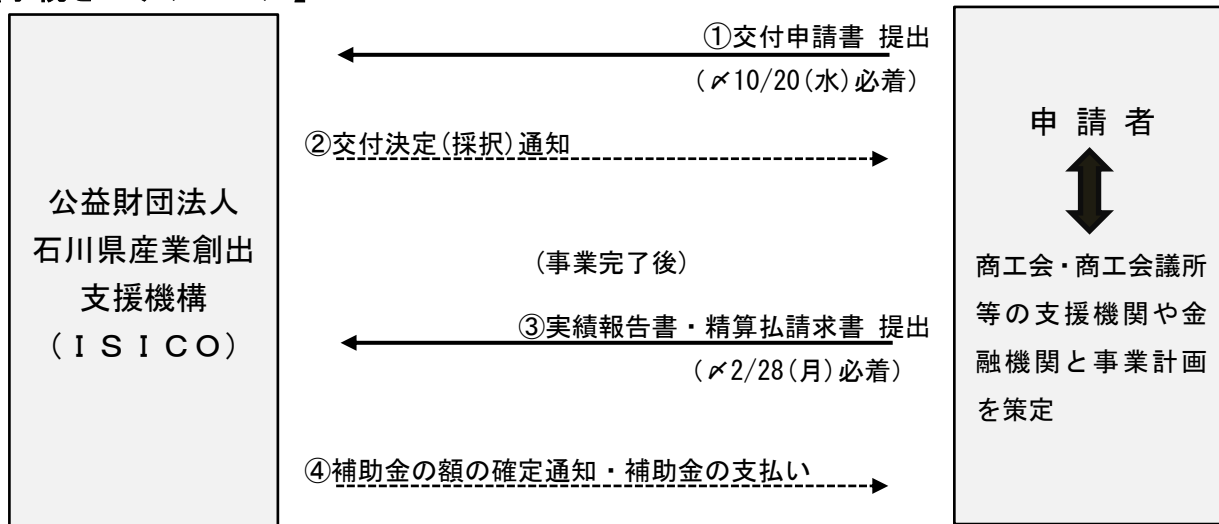 公益財団法人
石川県産業創出
支援機構
（ＩＳＩＣＯ）
①交付申請書 提出
（〆10/20(水)必着）
②交付決定(採択)通知
(事業完了後)
③実績報告書・精算払請求書 提出
（〆2/28(月)必着）
④補助金の額の確定通知・補助金の支払い
申請者
商工会・商工会議所
等の支援機関や金
融機関と事業計画
を策定